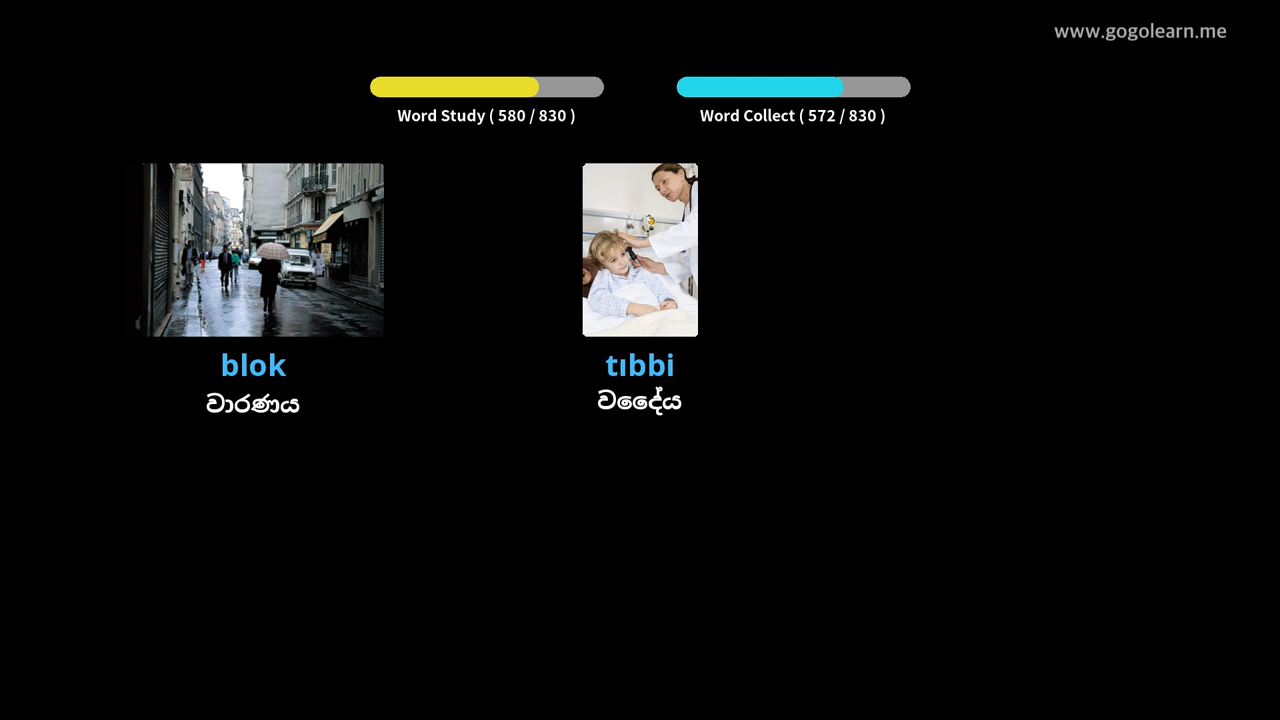 www.gogolearn.me
Word Study ( 580 / 830 )
Word Collect ( 572 / 830 )
blok
වාරණය
tıbbi
වෛද්‍ය